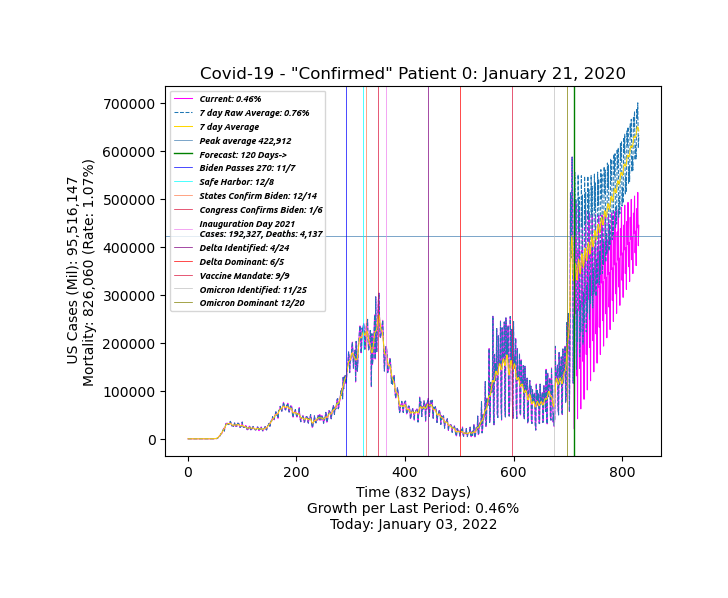 Covid-19 - "Confirmed" Patient 0: January 21, 2020
Current: 0.46%
7 day Raw Average: 0.76%
7 day Average
Peak average 422,912
Forecast: 120 Days->
Biden Passes 270: 11/7
Safe Harbor: 12/8
States Confirm Biden: 12/14
Congress Confirms Biden: 1/6
Inauguration Day 2021
Cases: 192,327, Deaths: 4,137
Delta Identified: 4/24
Delta Dominant: 6/5
Vaccine Mandate: 9/9
Omicron Identified: 11/25
Omicron Dominant 12/20
US Cases (Mil): 95,516,147
Mortality: 826,060 (Rate: 1.07%)
700000
600000
500000
400000
300000
200000
100000
0
0 200 400 600 800
Time (832 Days)
Growth per Last Period: 0.46%
Today: January 03, 2022